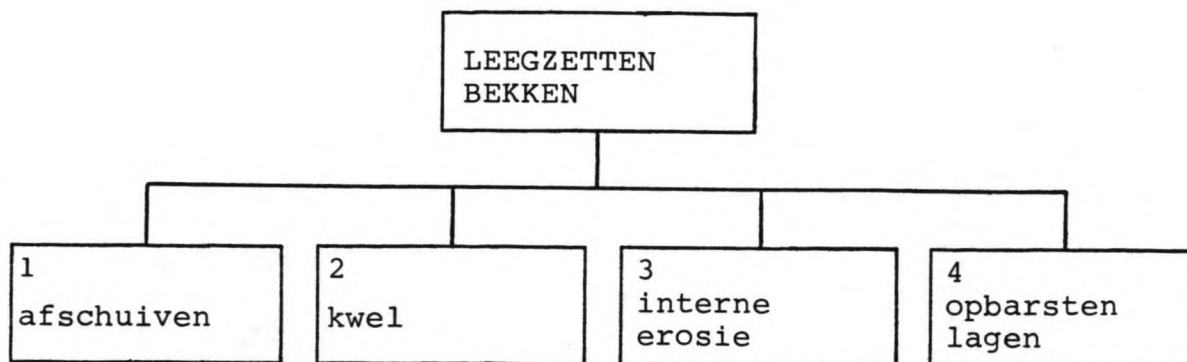 LEEGZETTEN
BEKKEN
1
afschuiven
2
kwel
3
interne
erosie
4
opbarsten
lagen